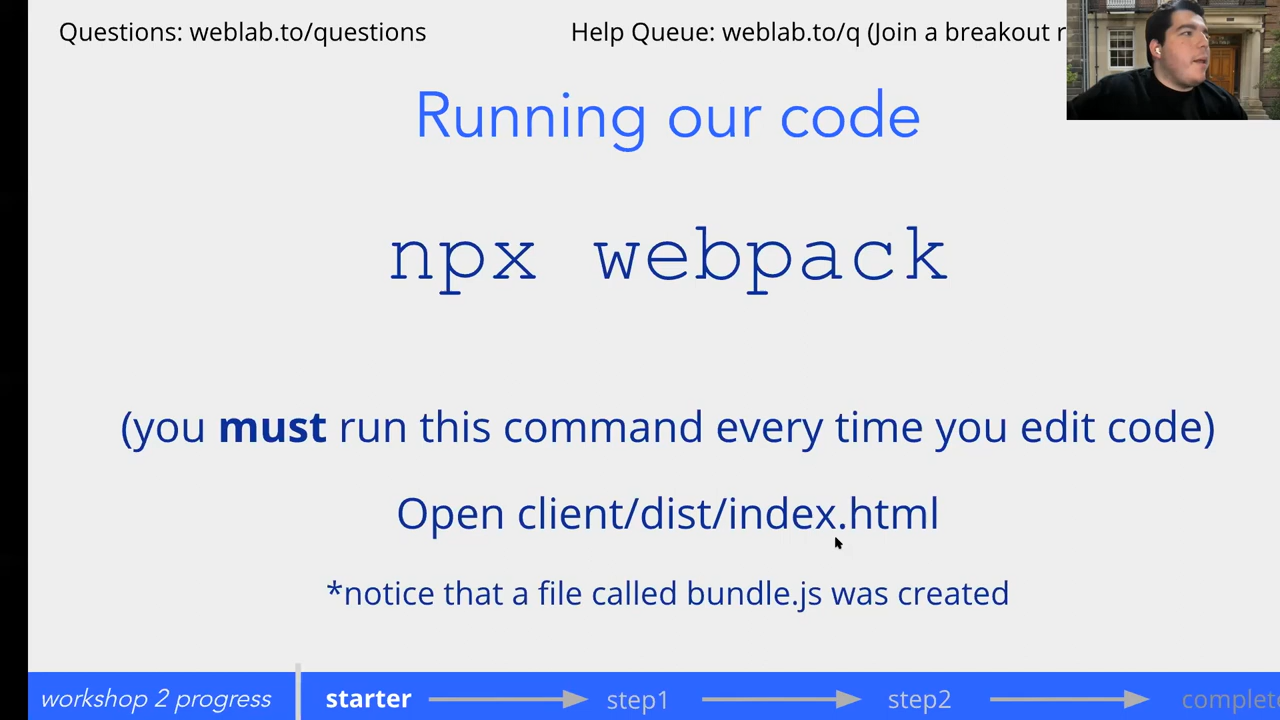 Questions: weblab.to/questions
Help Queue: weblab.to/q (Join a breakout
Running our code
npx webpack
(you must run this command every time you edit code)
Open client/dist/index.html
*notice that a file called bundle.js was created
workshop 2 progress
starter
step1
step2